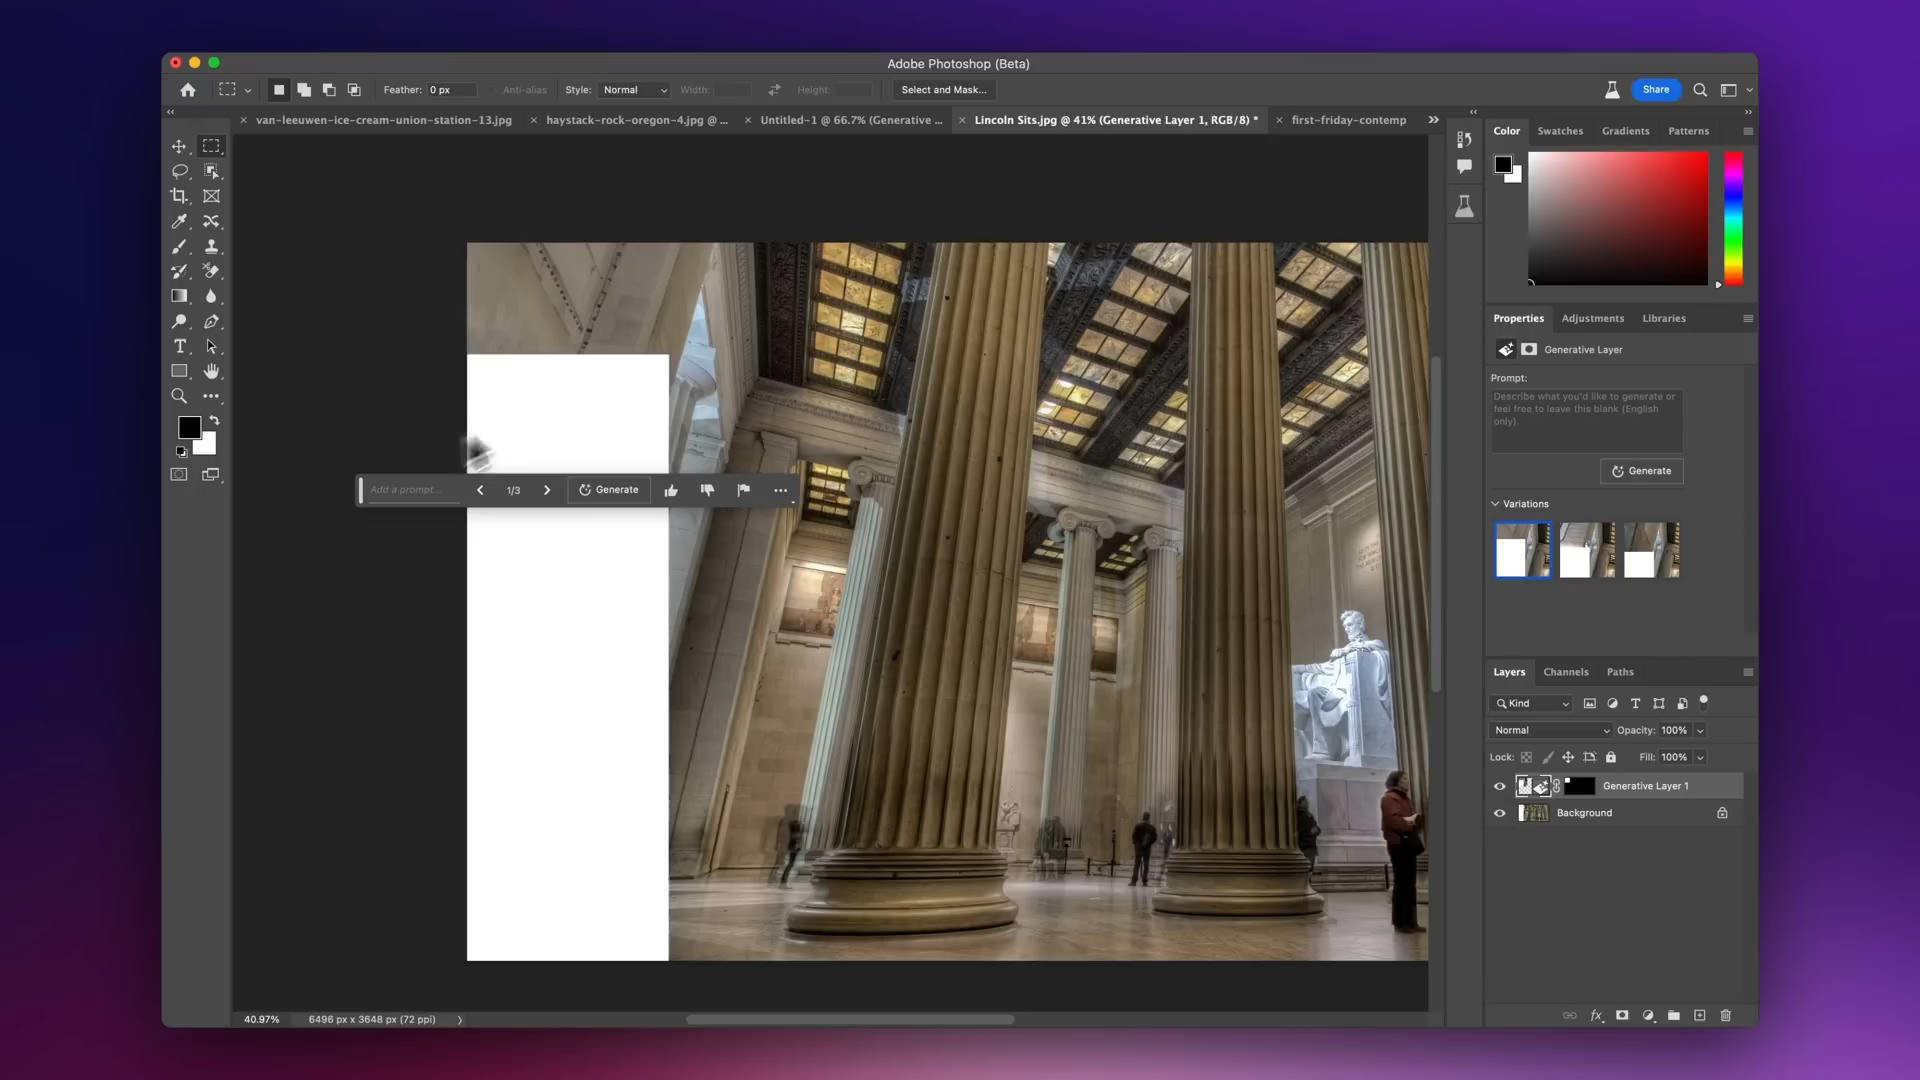 Adobe Photoshop (Beta)
Feather: 0 px
Anti-alias
Style: Normal
Width:
Height:
Select and Mask...
Share
van-leeuwen-ice-cream-union-station-13.jpg
haystack-rock-oregon-4.jpg @ ...
Untitled-1 @ 66.7% (Generative ...
Lincoln Sits.jpg @ 41% (Generative Layer 1, RGB/8) *
first-friday-contemp
Color
Swatches
Gradients
Patterns
Properties
Adjustments
Libraries
Generative Layer
Prompt:
Describe what you'd like to generate or
feel free to leave this blank (English
only).
Generate
Variations
Add a prompt...
1/3
Generate
Layers
Channels
Paths
Kind
Normal
Opacity: 100%
Lock:
Fill: 100%
Generative Layer 1
Background
fx
40.97%
6496 px x 3648 px (72 ppi)